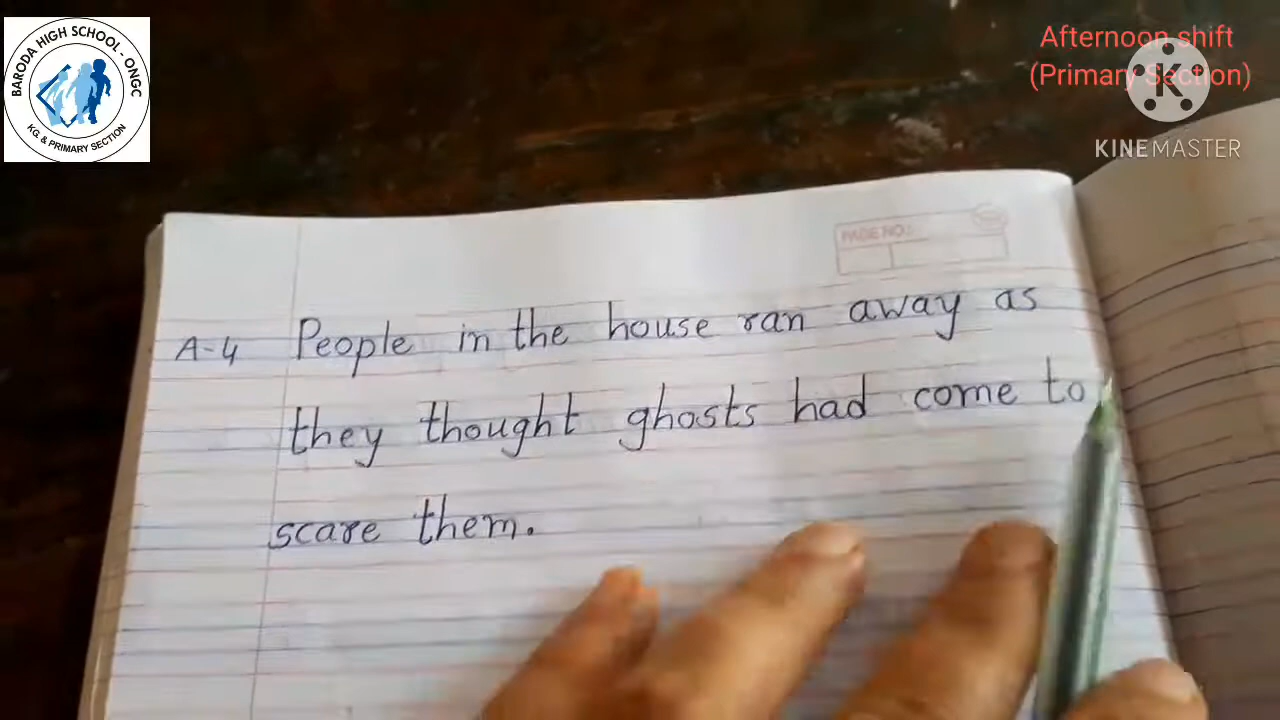 BARODA HIGH SCHOOL - ONGC
KG & PRIMARY SECTION
Afternoon shift
(Primary Section)
KINEMASTER
PAGE NO.:
A-4 People in the house ran away as
they thought ghosts had come to
scare them.